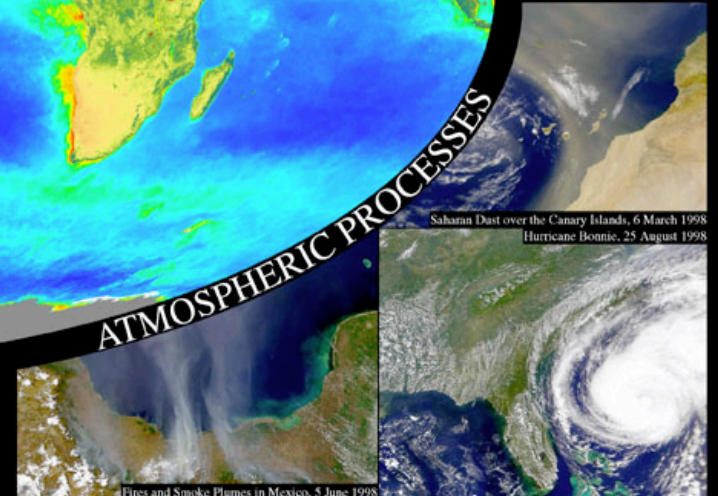 Saharan Dust over the Canary Islands, 6 March 1998
Hurricane Bonnie, 25 August 1998
ATMOSPHERIC PROCESSES
Fires and Smoke Plumes in Mexico, 5 June 1998